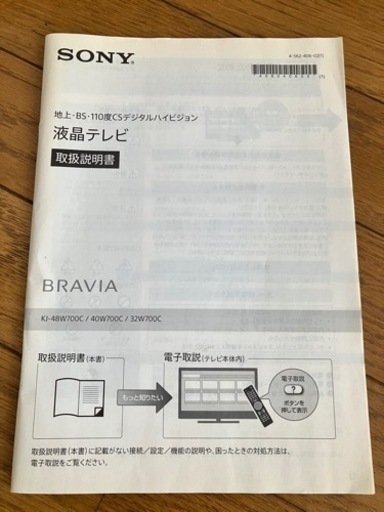 SONY
地上・BS・110度CSデジタルハイビジョン
液晶テレビ
取扱説明書
BRAVIA
KJ-48W700C / 40W700C / 32W700C
取扱説明書(本書)
電子取説(テレビ本体内)
もっと知りたい
電子取説
?
ボタンを
押して表示
取扱説明書(本書)に記載がない接続/設定/機能の説明や、困ったときの対処方法は、
電子取説をご覧ください。